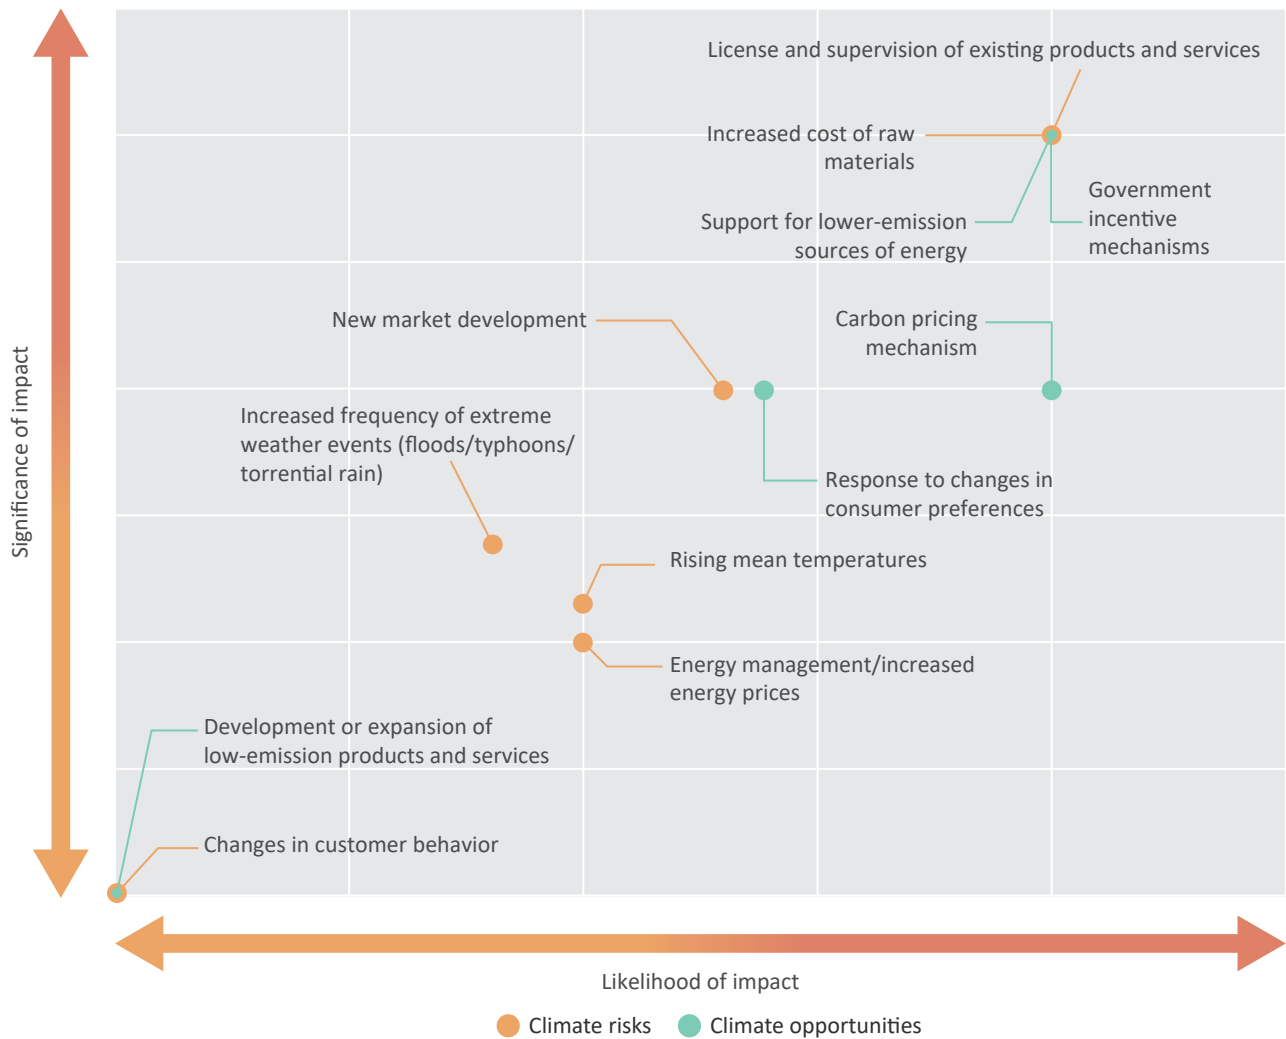 License and supervision of existing products and services
Increased cost of raw
materials
Government
incentive
mechanisms
Support for lower-emission
sources of energy
New market development
Carbon pricing
mechanism
Significance of impact
Increased frequency of extreme
weather events (floods/typhoons/
torrential rain)
Response to changes in
consumer preferences
Rising mean temperatures
Energy management/increased
energy prices
Development or expansion of
low-emission products and services
Changes in customer behavior
Likelihood of impact
Climate risks
Climate opportunities